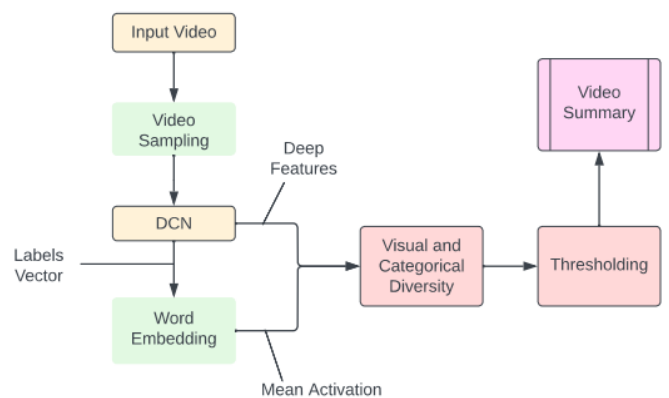 Input Video
Video
Sampling
Deep
Features
DCN
Labels
Vector
Word
Embedding
Mean Activation
Visual and
Categorical
Diversity
Thresholding
Video
Summary